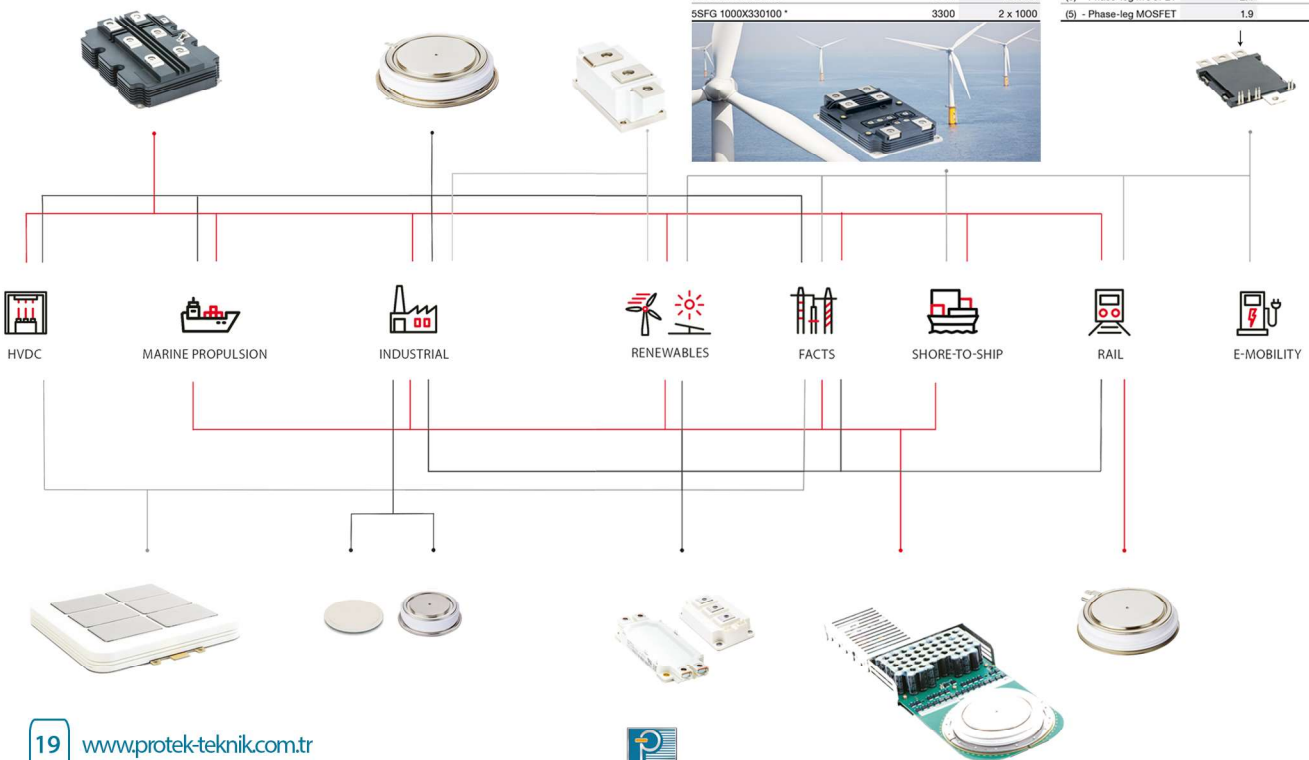 5SFG 1000X330100 * 3300 2 x 1000
(5) - Phase-leg MOSFET 1.9
HVDC
MARINE PROPULSION
INDUSTRIAL
RENEWABLES
FACTS
SHORE-TO-SHIP
RAIL
E-MOBILITY
19 www.protek-teknik.com.tr